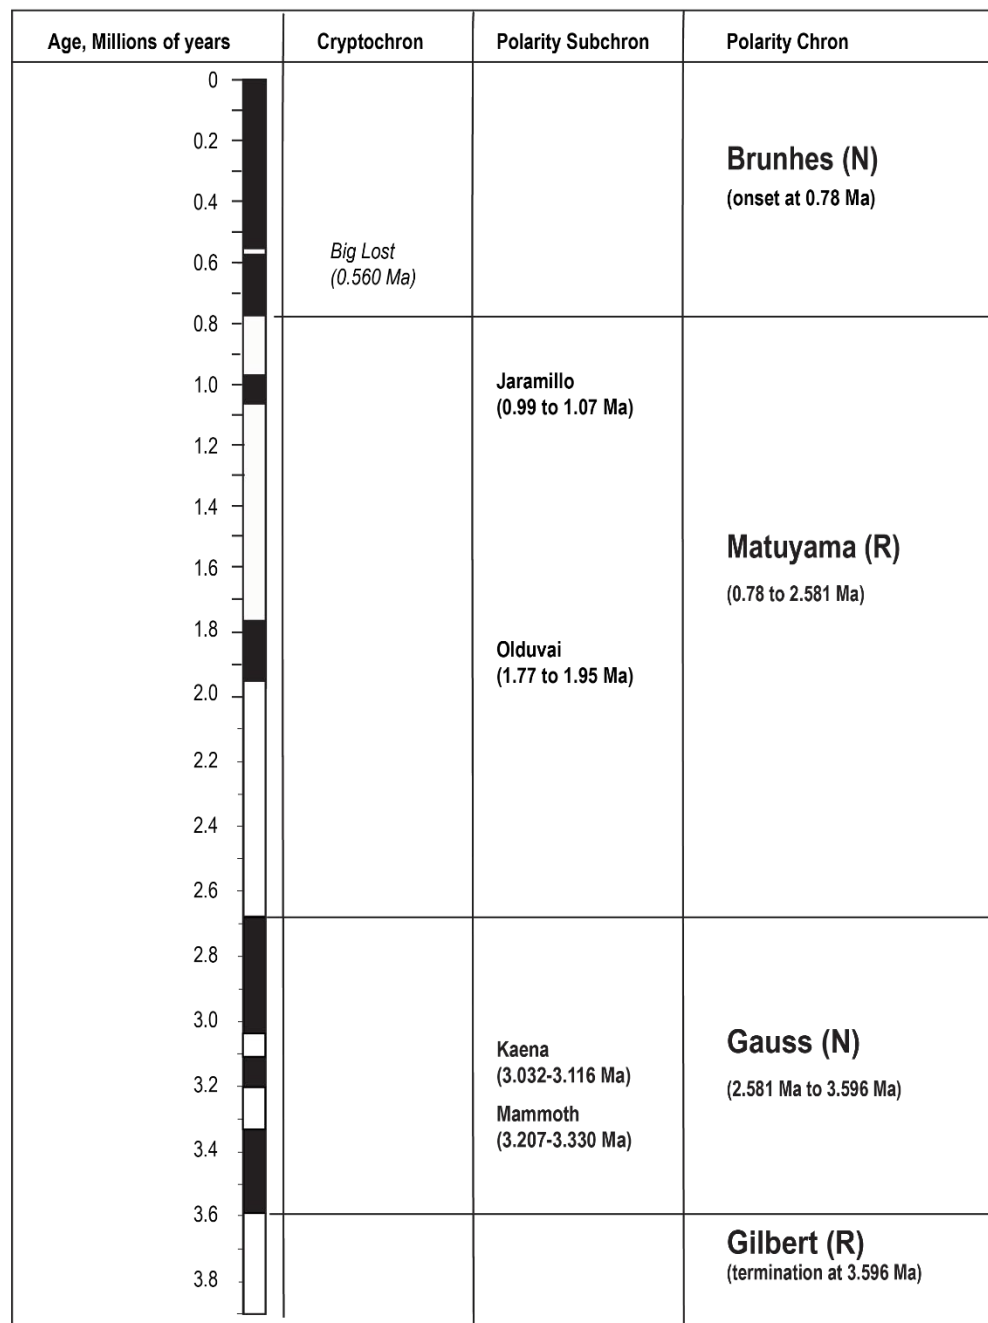 Age, Millions of years
Cryptochron
Polarity Subchron
Polarity Chron
0
0.2
0.4
0.6
0.8
1.0
1.2
1.4
1.6
1.8
2.0
2.2
2.4
2.6
2.8
3.0
3.2
3.4
3.6
3.8
Big Lost
(0.560 Ma)
Jaramillo
(0.99 to 1.07 Ma)
Olduvai
(1.77 to 1.95 Ma)
Kaena
(3.032-3.116 Ma)
Mammoth
(3.207-3.330 Ma)
Brunhes (N)
(onset at 0.78 Ma)
Matuyama (R)
(0.78 to 2.581 Ma)
Gauss (N)
(2.581 Ma to 3.596 Ma)
Gilbert (R)
(termination at 3.596 Ma)